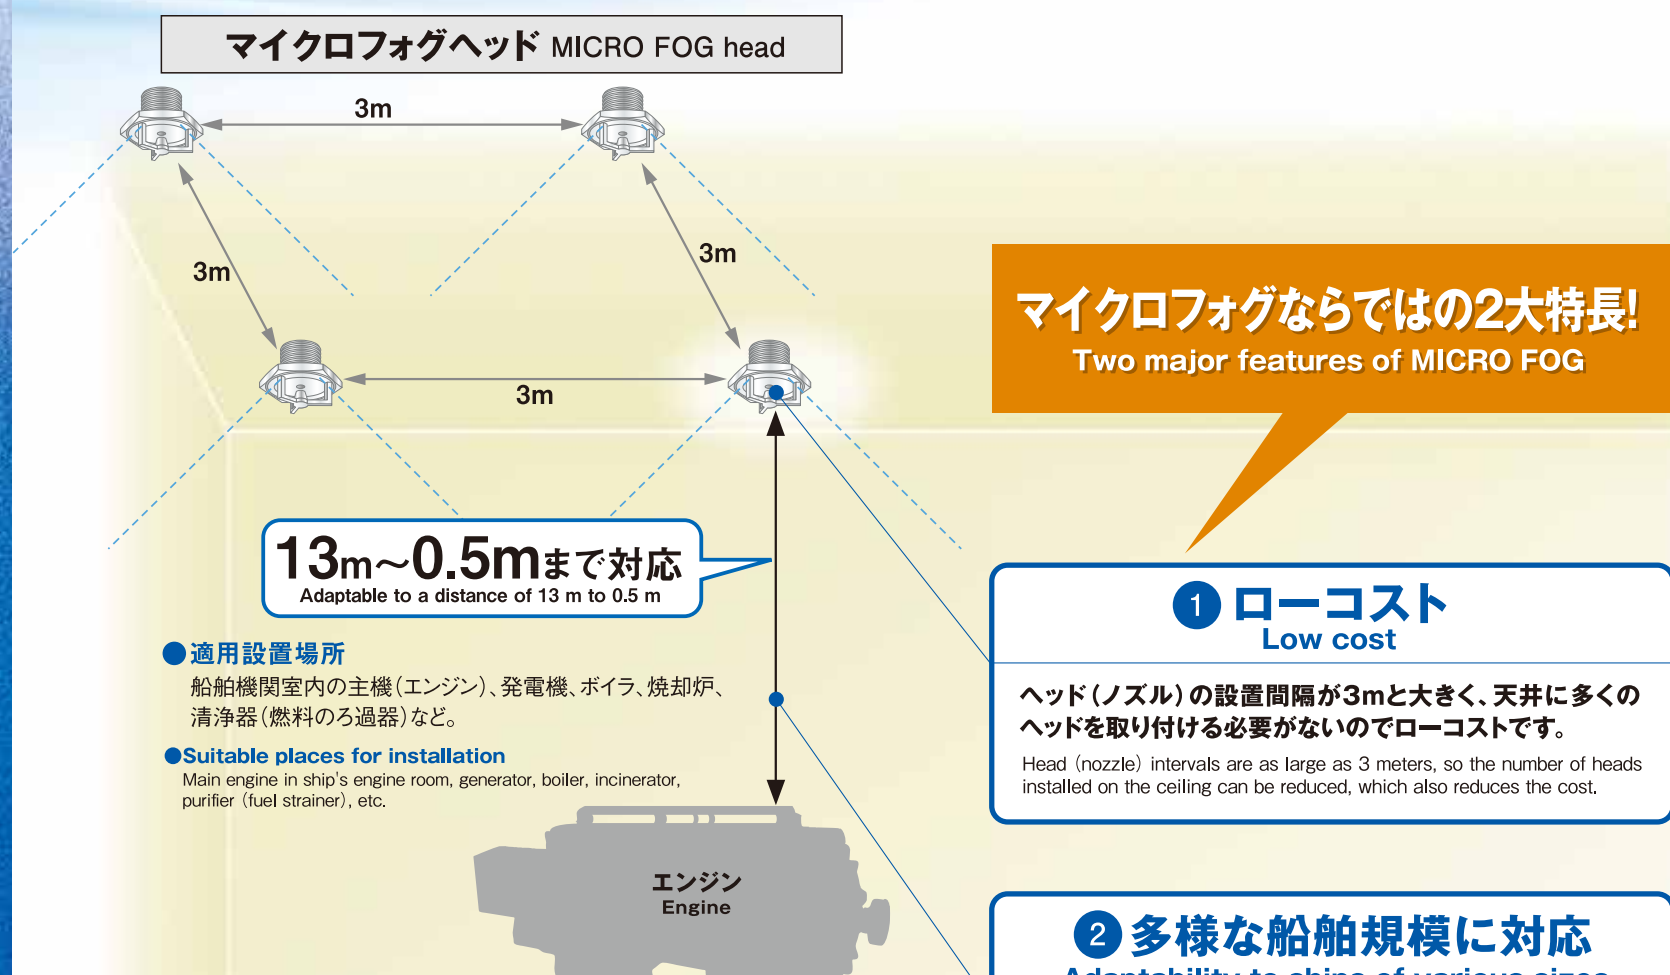 マイクロフォグヘッド MICRO FOG head
3m
3m
3m
3m
マイクロフォグならではの2大特長!
Two major features of MICRO FOG
13m～0.5mまで対応
Adaptable to a distance of 13 m to 0.5 m
●適用設置場所
船舶機関室内の主機(エンジン)、発電機、ボイラ、焼却炉、
清浄器(燃料のろ過器)など。
●Suitable places for installation
Main engine in ship's engine room, generator, boiler, incinerator,
purifier (fuel strainer), etc.
エンジン
Engine
1 ローコスト
Low cost
ヘッド(ノズル)の設置間隔が3mと大きく、天井に多くの
ヘッドを取り付ける必要がないのでローコストです。
Head (nozzle) intervals are as large as 3 meters, so the number of heads
installed on the ceiling can be reduced, which also reduces the cost.
2 多様な船舶規模に対応
Adaptability to ships of various sizes